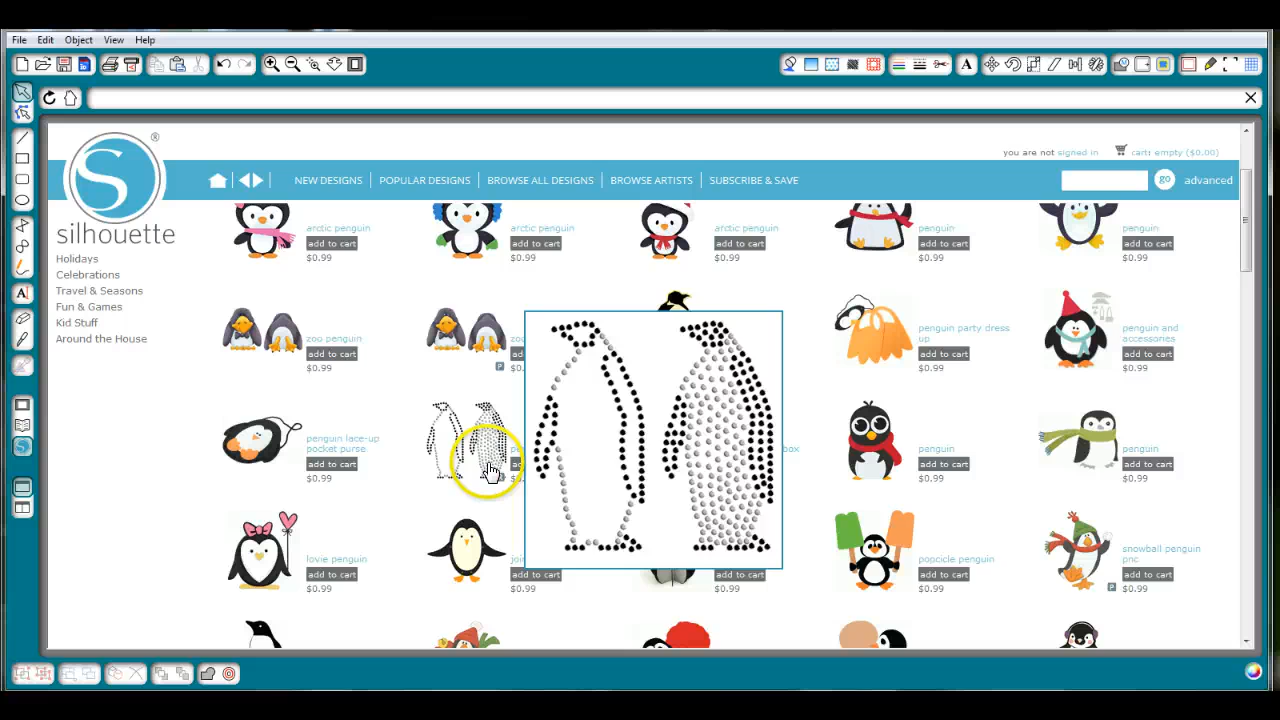 File Edit Object View Help
you are not signed in cart: empty ($0.00)
NEW DESIGNS POPULAR DESIGNS BROWSE ALL DESIGNS BROWSE ARTISTS SUBSCRIBE & SAVE go advanced
S
silhouette
Holidays
Celebrations
Travel & Seasons
Fun & Games
Kid Stuff
Around the House
arctic penguin arctic penguin arctic penguin penguin penguin
add to cart add to cart add to cart add to cart add to cart
$0.99 $0.99 $0.99 $0.99 $0.99
zoo penguin penguin party dress up penguin and accessories
add to cart add to cart add to cart
$0.99 $0.99 $0.99
penguin lace-up pocket purse box penguin penguin
add to cart add to cart add to cart
$0.99 $0.99 $0.99
lovie penguin popcicle penguin snowball penguin pnc
add to cart add to cart add to cart add to cart add to cart
$0.99 $0.99 $0.99 $0.99 $0.99